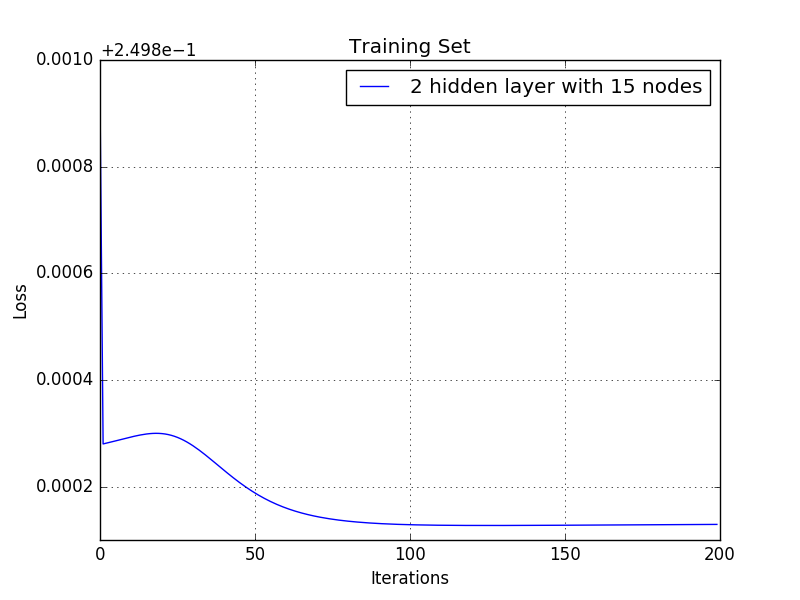 Training Set
+2.498e−1
2 hidden layer with 15 nodes
0.0010
0.0008
0.0006
0.0004
0.0002
Loss
0 50 100 150 200
Iterations